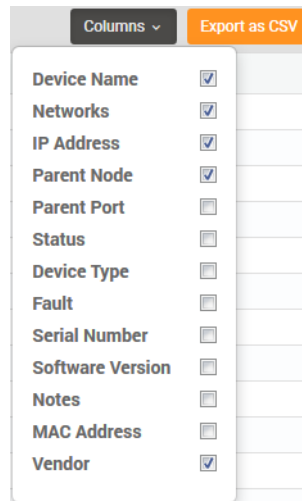 Columns Export as CSV
Device Name
Networks
IP Address
Parent Node
Parent Port
Status
Device Type
Fault
Serial Number
Software Version
Notes
MAC Address
Vendor